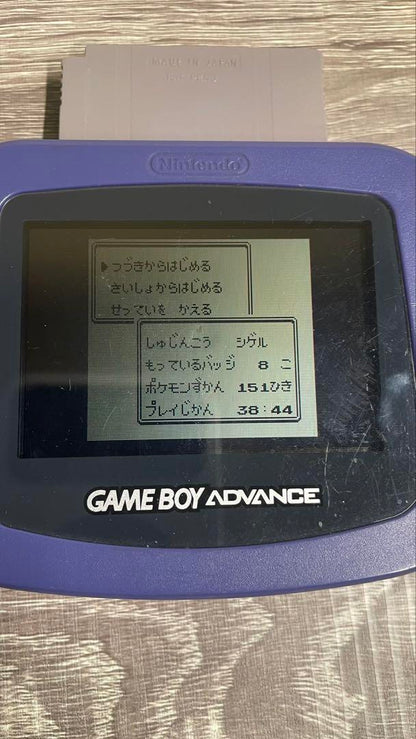 MADE IN JAPAN
Nintendo
▶つづきからはじめる
さいしょからはじめる
せっていを かえる
しゅじんこう シゲル
もっているバッジ 8 こ
ポケモンずかん 151ひき
プレイじかん 38:44
GAME BOY ADVANCE